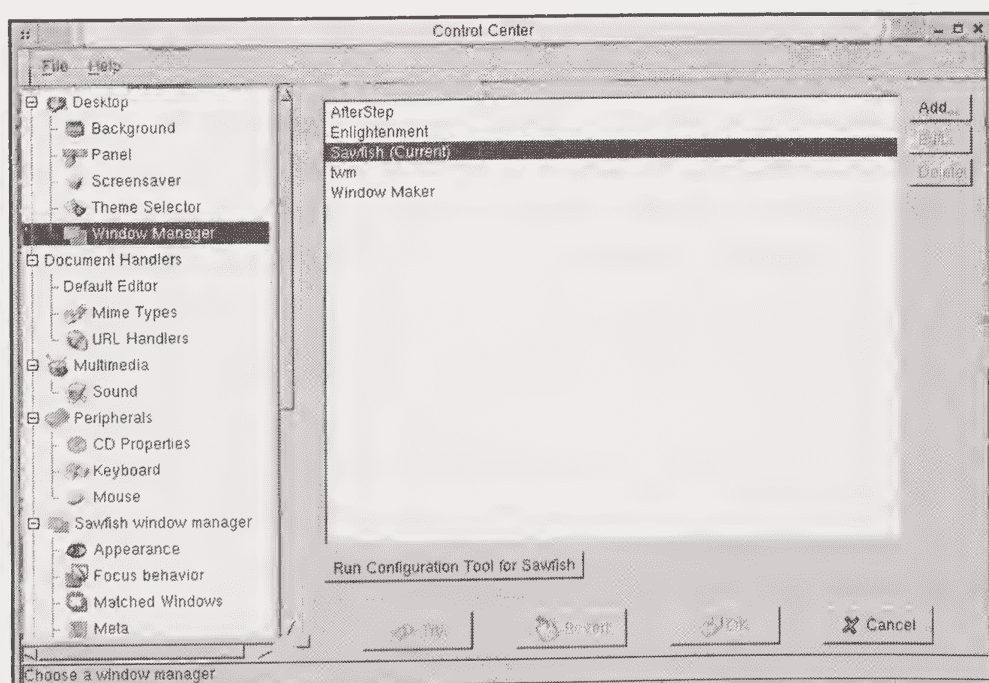 Control Center
File Help
Desktop
Background
Panel
Screensaver
Theme Selector
Window Manager
Document Handlers
Default Editor
Mime Types
URL Handlers
Multimedia
Sound
Peripherals
CD Properties
Keyboard
Mouse
Sawfish window manager
Appearance
Focus behavior
Matched Windows
Meta
AfterStep
Enlightenment
Sawfish (Current)
twm
Window Maker
Add...
Edit...
Delete
Run Configuration Tool for Sawfish
Try
Revert
OK
Cancel
Choose a window manager